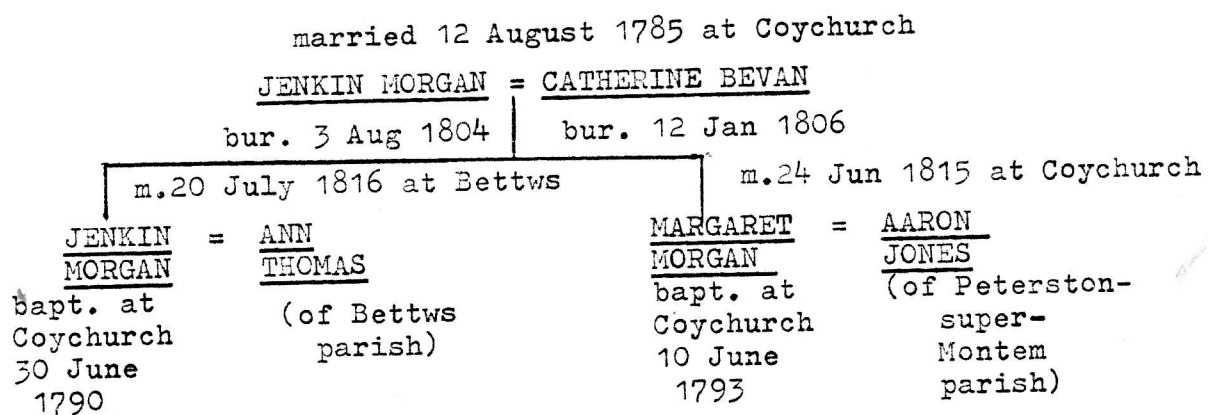 married 12 August 1785 at Coychurch
JENKIN MORGAN = CATHERINE BEVAN
bur. 3 Aug 1804 bur. 12 Jan 1806
m.20 July 1816 at Bettws m.24 Jun 1815 at Coychurch
JENKIN MORGAN = ANN THOMAS
bapt. at
Coychurch
30 June
1790
(of Bettws
parish)
MARGARET MORGAN = AARON JONES
bapt. at
Coychurch
10 June
1793
(of Peterston-
super-
Montem
parish)